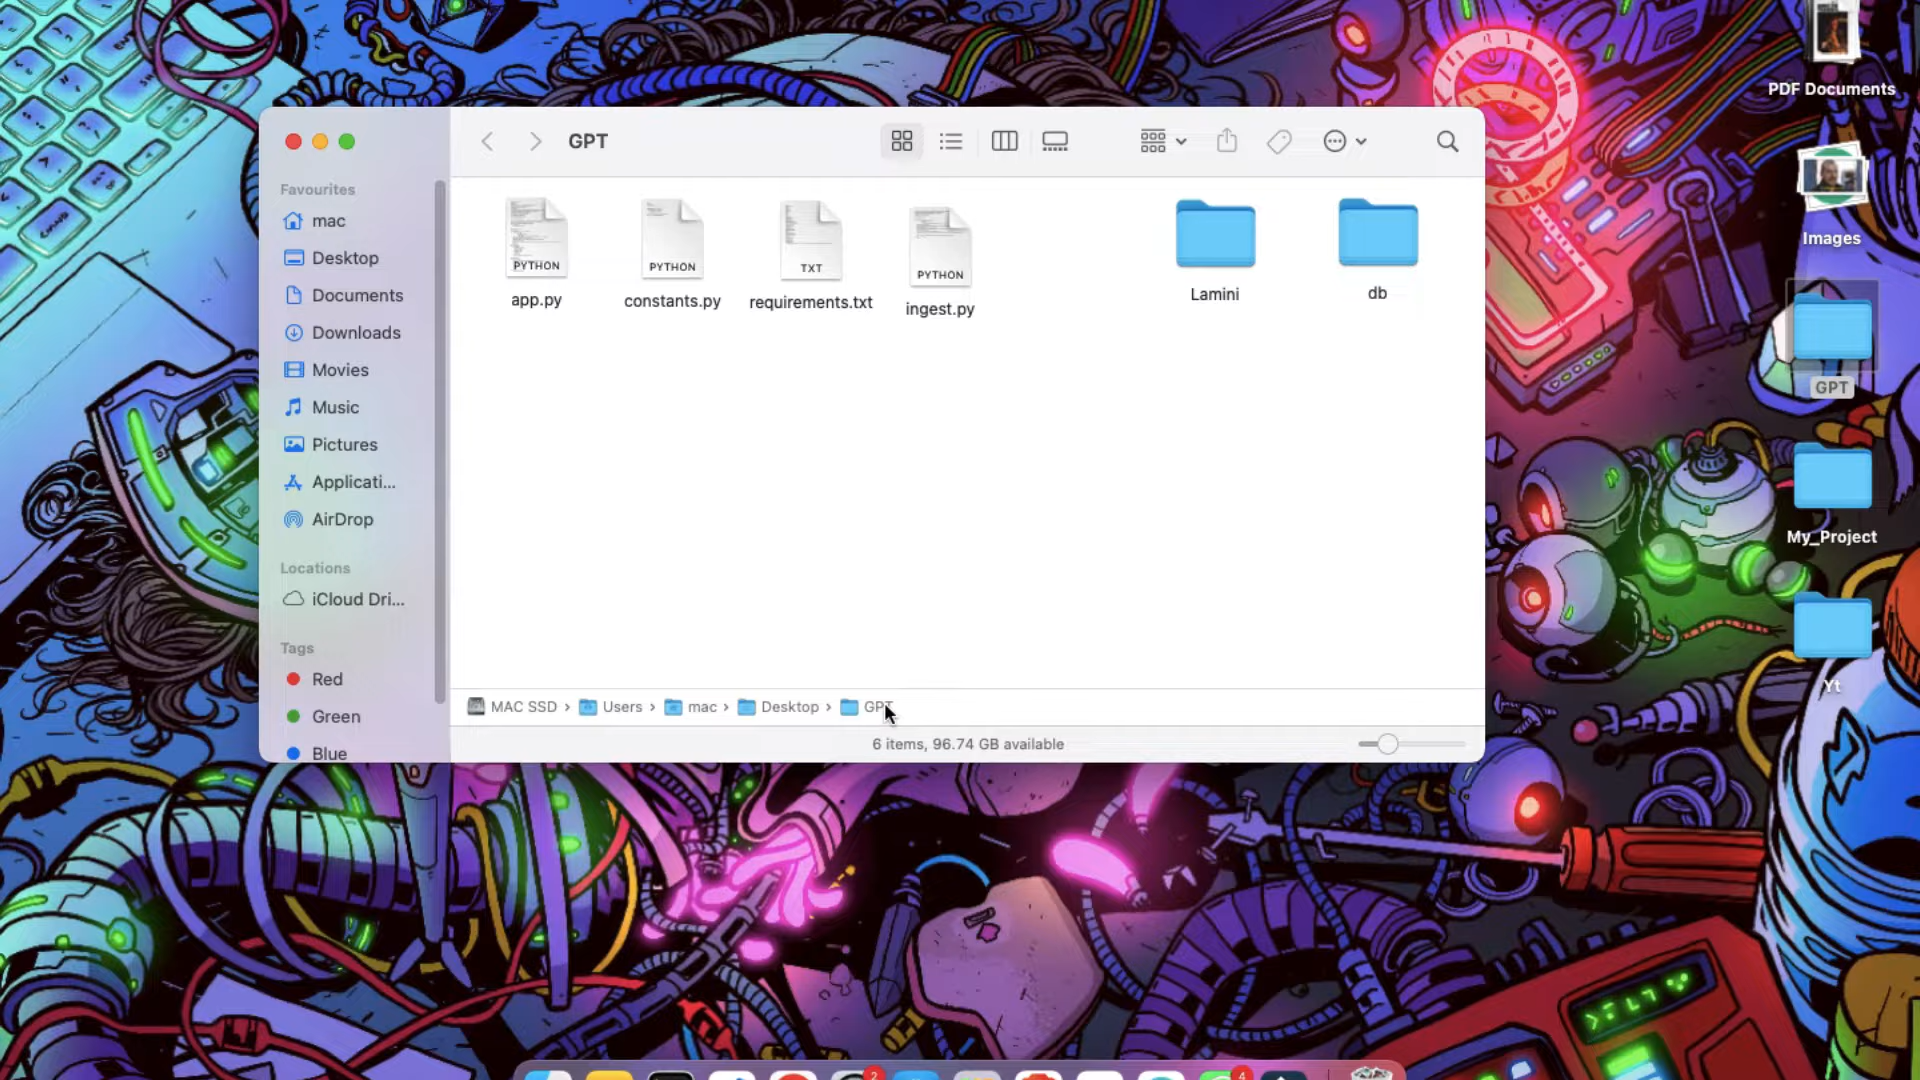 PDF Documents
GPT
Images
GPT
My_Project
Yt
Favourites
mac
Desktop
Documents
Downloads
Movies
Music
Pictures
Applicati...
AirDrop
Locations
iCloud Dri...
Tags
Red
Green
Blue
PYTHON
app.py
PYTHON
constants.py
TXT
requirements.txt
PYTHON
ingest.py
Lamini
db
MAC SSD › Users › mac › Desktop › GPT
6 items, 96.74 GB available
2
4